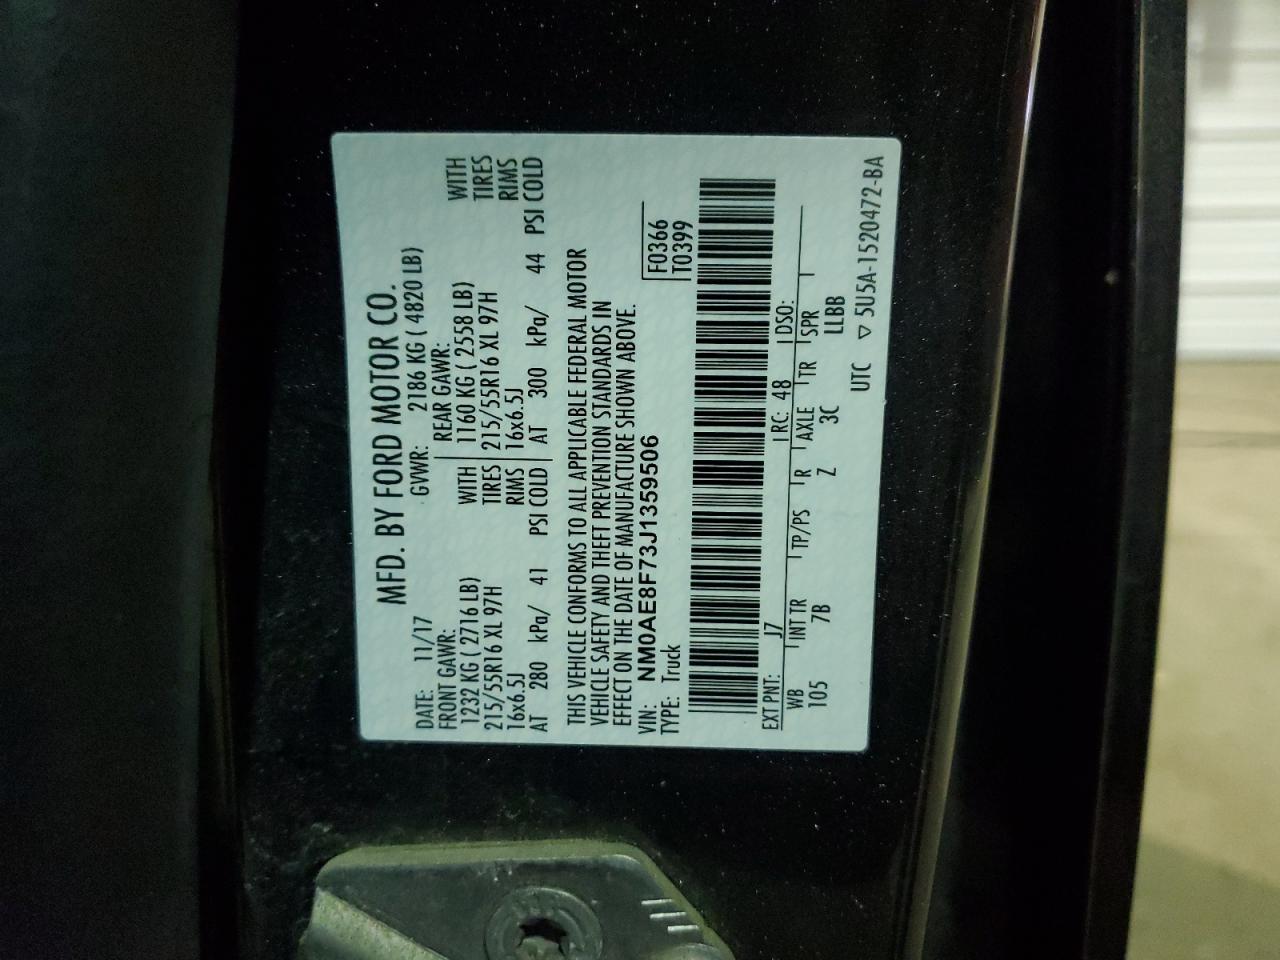 MFD. BY FORD MOTOR CO.
DATE: 11/17 GVWR: 2186 KG ( 4820 LB)
FRONT GAWR: REAR GAWR:
1232 KG ( 2716 LB) WITH 1160 KG ( 2558 LB) WITH
215/55R16 XL 97H TIRES 215/55R16 XL 97H TIRES
16x6.5J RIMS 16x6.5J RIMS
AT 280 kPa/ 41 PSI COLD AT 300 kPa/ 44 PSI COLD
THIS VEHICLE CONFORMS TO ALL APPLICABLE FEDERAL MOTOR
VEHICLE SAFETY AND THEFT PREVENTION STANDARDS IN
EFFECT ON THE DATE OF MANUFACTURE SHOWN ABOVE.
VIN: NM0AE8F73J1359506 F0366
TYPE: Truck T0399
EXT PNT: J7 RC: 48 DSO:
WB INT TR TP/PS R AXLE TR SPR
105 7B Z 3C LLBB
UTC ▽ 5U5A-1520472-BA